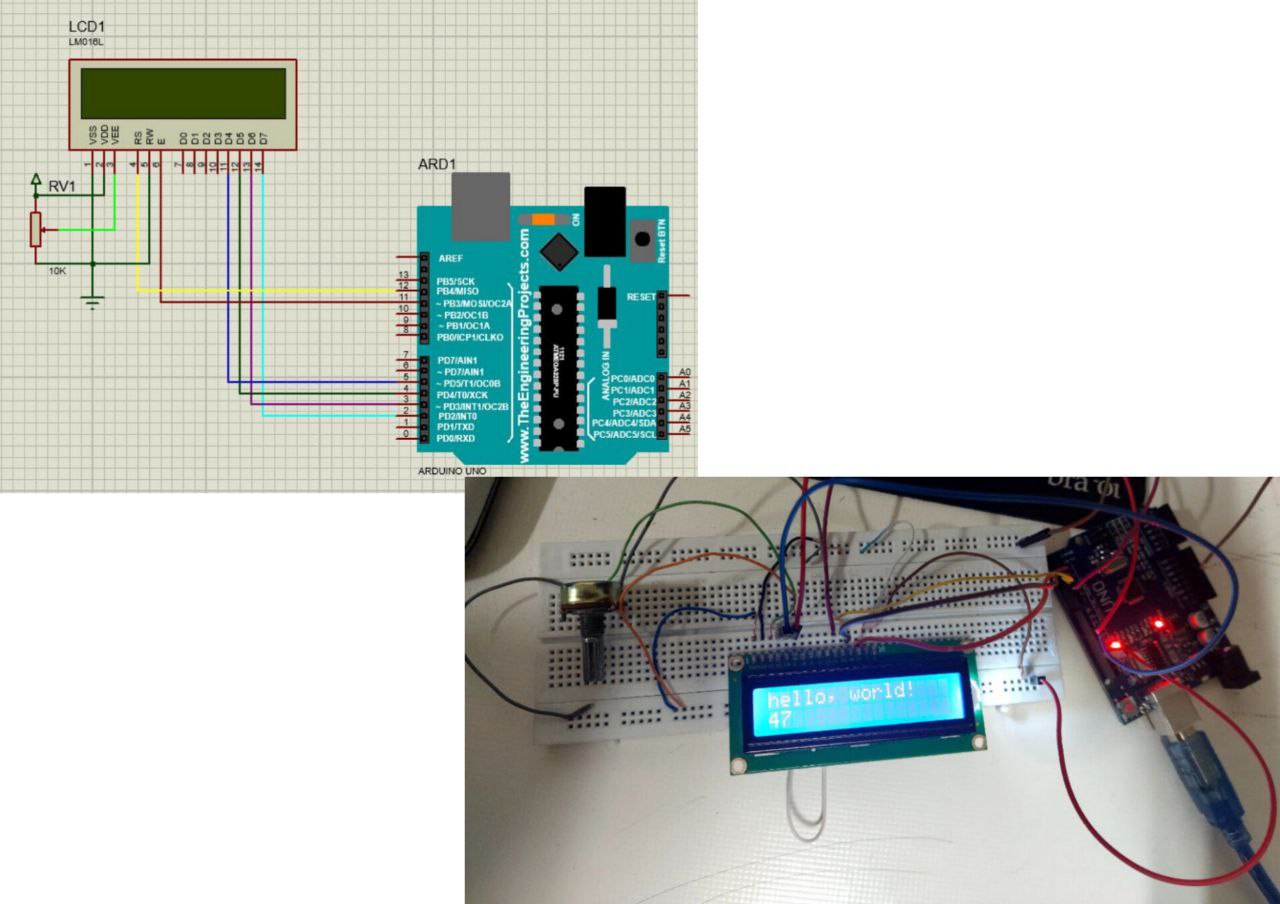 LCD1
LM016L
VSS
VDD
VEE
RS
RW
E
D0
D1
D2
D3
D4
D5
D6
D7
1
2
3
4
5
6
7
8
9
10
11
12
13
14
RV1
10K
ARD1
ON
Reset BTN
www.TheEngineeringProjects.com
AREF
13
PB5/SCK
12
PB4/MISO
11
~ PB3/MOSI/OC2A
10
~ PB2/OC1B
9
~ PB1/OC1A
8
PB0/ICP1/CLKO
7
PD7/AIN1
6
~ PD7/AIN1
5
~ PD5/T1/OC0B
4
PD4/T0/XCK
3
~ PD3/INT1/OC2B
2
PD2/INT0
1
PD1/TXD
0
PD0/RXD
1121
ATMEGA328P-PU
RESET
ANALOG IN
PC0/ADC0
A0
PC1/ADC1
A1
PC2/ADC2
A2
PC3/ADC3
A3
PC4/ADC4/SDA
A4
PC5/ADC5/SCL
A5
ARDUINO UNO
UNO
hello, world!
47